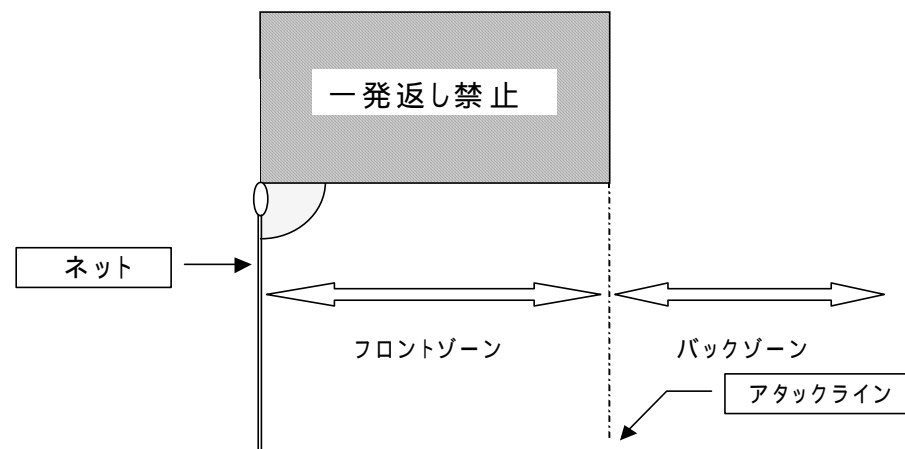 一発返し禁止
ネット
フロントゾーン
バックゾーン
アタックライン